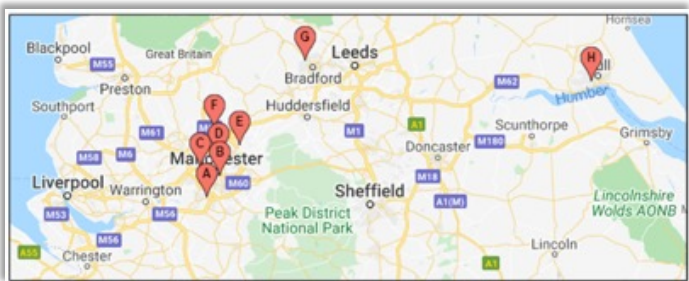 Hornsea
G
Blackpool
Great Britain
Leeds
H
M55
Bradford
ull
Preston
M62
Humber
F
Huddersfield
Southport
M61
E
M1
A1
Scunthorpe
D
C
M180
Grimsby
B
Doncaster
M58
M6
Manchester
A
M60
M18
Liverpool
Warrington
Sheffield
Lincolnshire
Wolds AONB
M56
Peak District
National Park
A1(M)
M53
M56
Lincoln
A55
Chester
A1